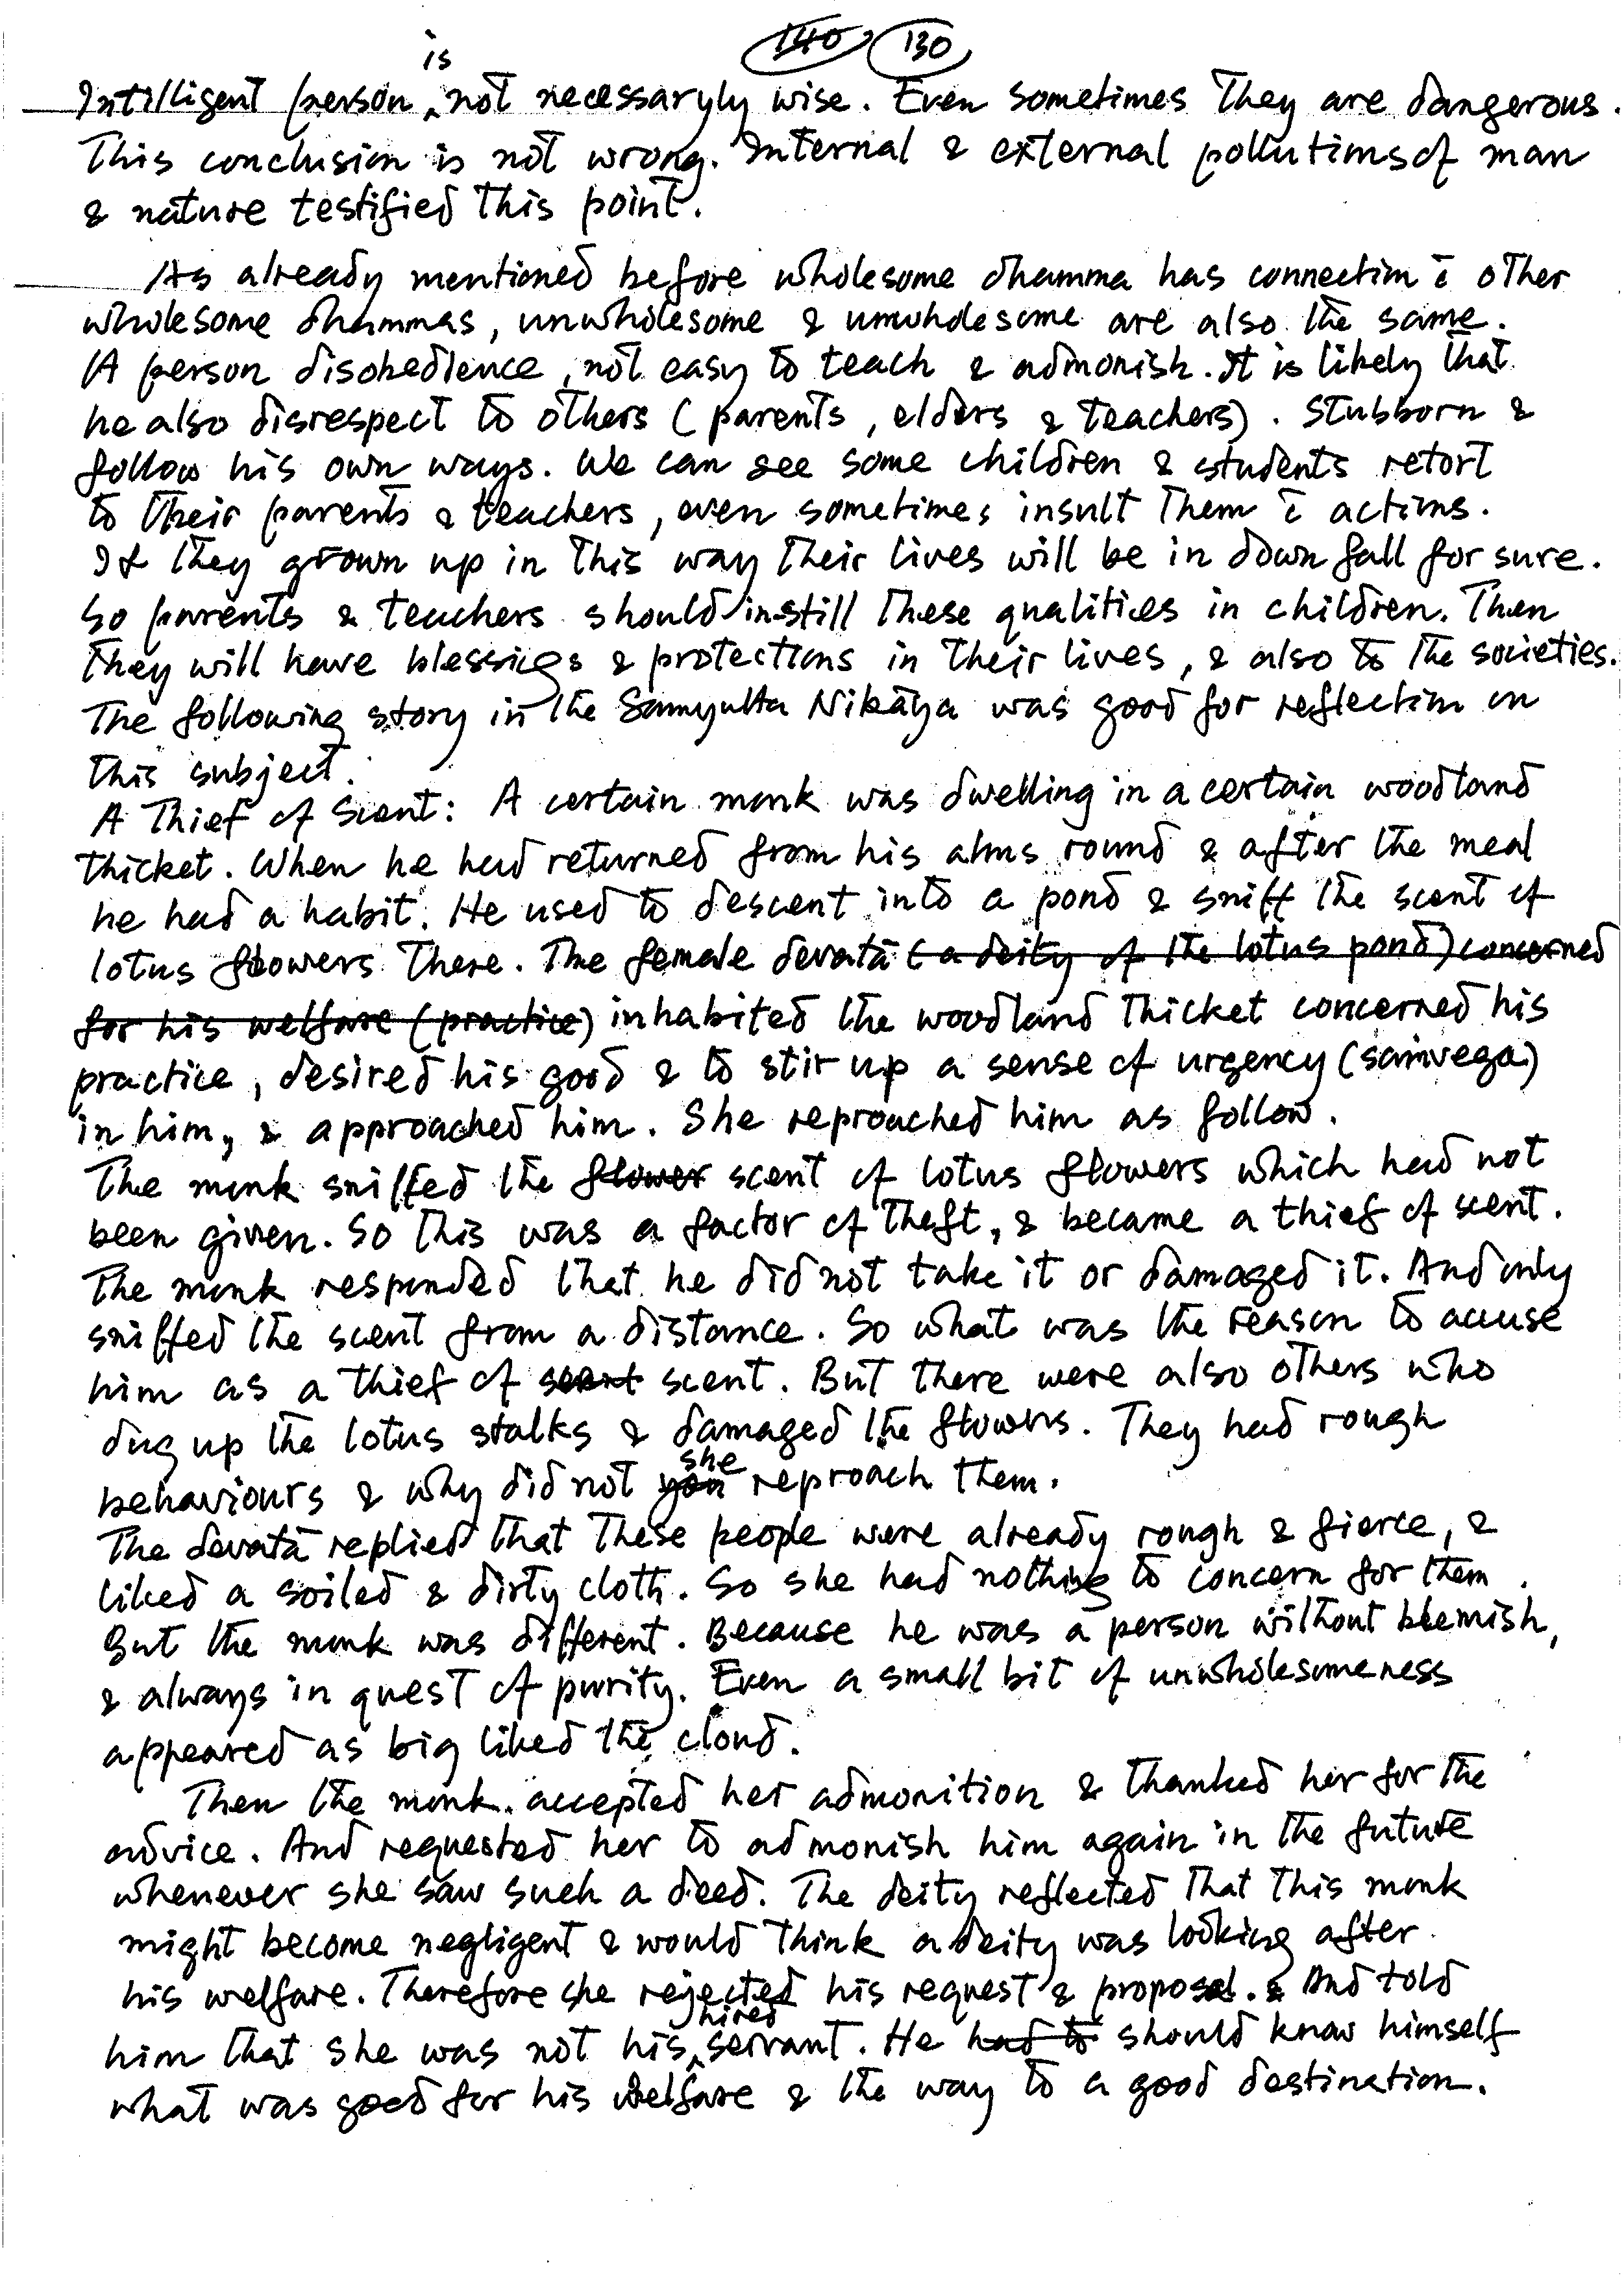 140 130
Intilligent person is not necessaryly wise. Even sometimes they are dangerous.
This conclusion is not wrong. Internal & external pollutions of man
& nature testified this point.
As already mentioned before wholesome dhamma has connection c̄ other
wholesome dhammas, unwholesome & unwholesome are also the same.
A person disobedience, not easy to teach & admonish. It is likely that
he also disrespect to others (parents, elders & teachers). Stubborn &
follow his own ways. We can see some children & students retort
to their parents & teachers, even sometimes insult them c̄ actions.
If they grown up in this way their lives will be in down fall for sure.
So parents & teachers should instill these qualities in children. Then
they will have blessings & protections in their lives, & also to the societies.
The following story in the Samyutta Nikāya was good for reflection on
this subject.
A Thief of Scent: A certain monk was dwelling in a certain woodland
thicket. When he had returned from his alms round & after the meal
he had a habit. He used to descent into a pond & sniff the scent of
lotus flowers there. The female devatā (a deity of the lotus pond) concerned
for his welfare (practice) inhabited the woodland thicket concerned his
practice, desired his good & to stir up a sense of urgency (saṁvega)
in him, & approached him. She reproached him as follow.
The monk sniffed the flower scent of lotus flowers which had not
been given. So this was a factor of theft, & became a thief of scent.
The monk responded that he did not take it or damaged it. And only
sniffed the scent from a distance. So what was the reason to accuse
him as a thief of scent scent. But there were also others who
dug up the lotus stalks & damaged the flowers. They had rough
behaviours & why did not you she reproach them.
The devatā replied that these people were already rough & fierce, &
liked a soiled & dirty cloth. So she had nothing to concern for them.
But the monk was different. Because he was a person without blemish,
& always in quest of purity. Even a small bit of unwholesomeness
appeared as big liked the cloud.
Then the monk accepted her admonition & thanked her for the
advice. And requested her to admonish him again in the future
whenever she saw such a deed. The deity reflected that this monk
might become negligent & would think a deity was looking after
his welfare. Therefore she rejected his request & proposal. & And told
him that she was not his hired servant. He had to should know himself
what was good for his welfare & the way to a good destination.